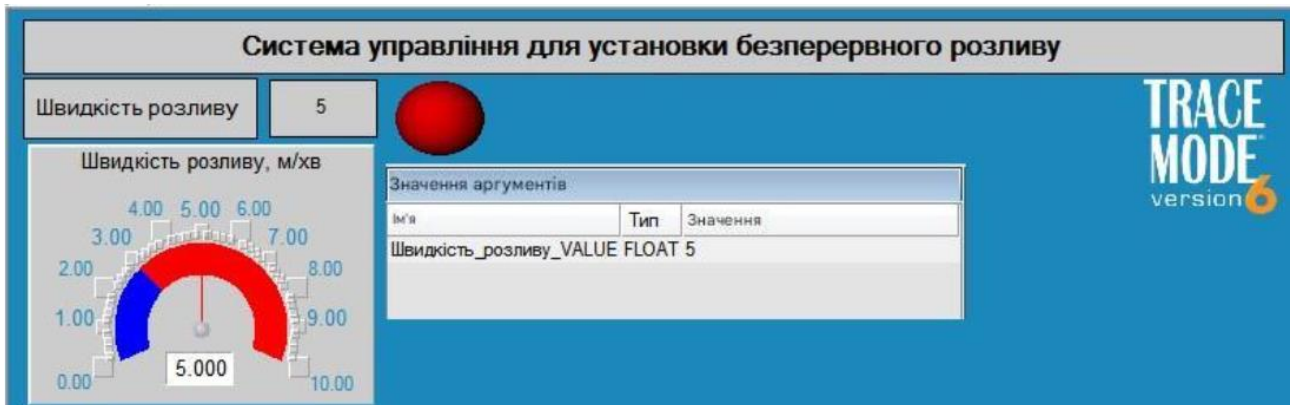 Система управління для установки безперервного розливу
Швидкість розливу
5
TRACE
MODE
version 6
Швидкість розливу, м/хв
0.00
1.00
2.00
3.00
4.00
5.00
6.00
7.00
8.00
9.00
10.00
5.000
Значення аргументів
Ім'я Тип Значення
Швидкість_розливу_VALUE FLOAT 5